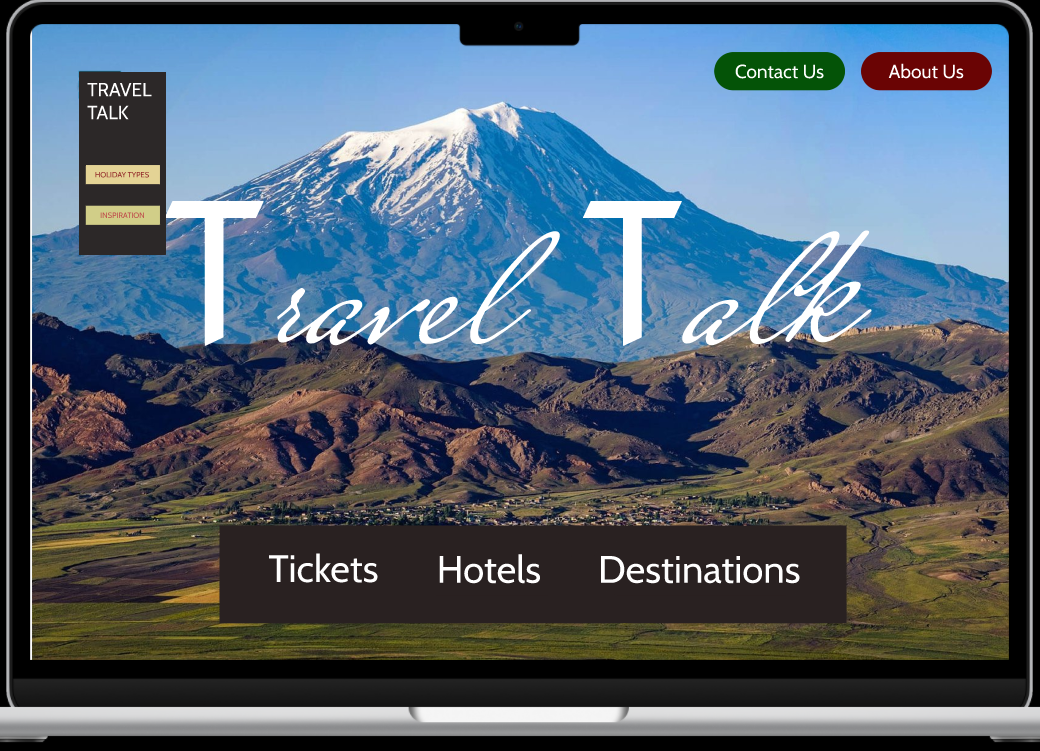 Contact Us About Us
TRAVEL
TALK
HOLIDAY TYPES
INSPIRATION
Travel Talk
Tickets Hotels Destinations